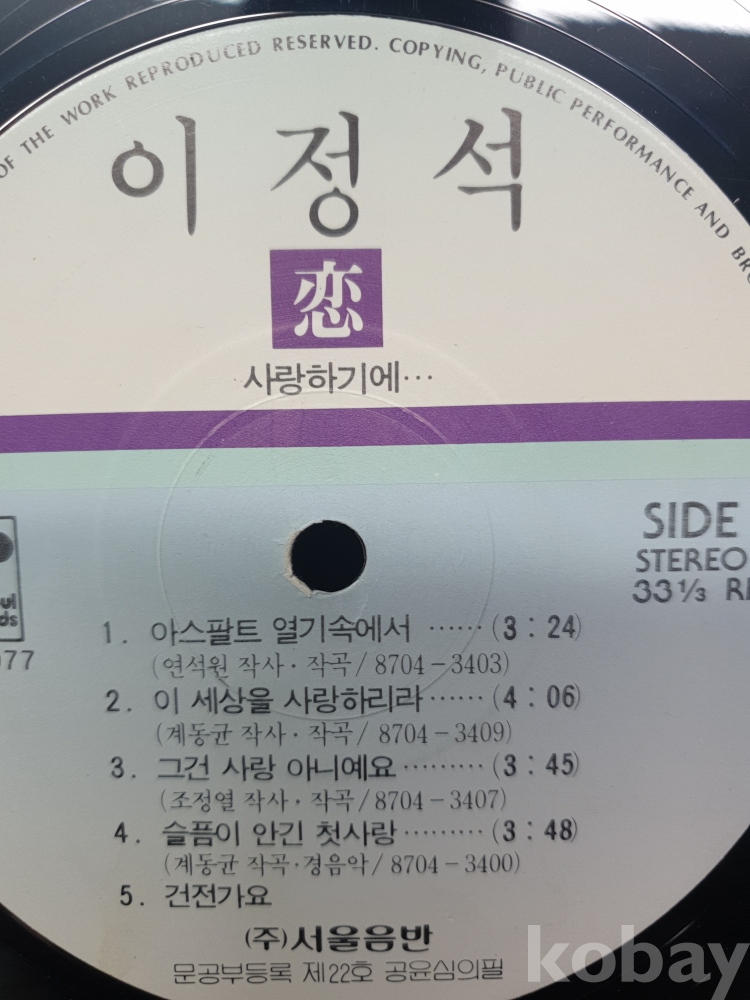 OF THE WORK REPRODUCED RESERVED. COPYING, PUBLIC PERFORMANCE AND
이정석
恋
사랑하기에…
SIDE
STEREO
33⅓
1. 아스팔트 열기속에서 ……(3:24)
(연석원 작사·작곡/8704-3403)
2. 이 세상을 사랑하리라……(4:06)
(계동균 작사·작곡/8704-3409)
3. 그건 사랑 아니예요………(3:45)
(조정열 작사·작곡/8704-3407)
4. 슬픔이 안긴 첫사랑………(3:48)
(계동균 작곡·경음악/8704-3400)
5. 건전가요
(주)서울음반
문공부등록 제22호 공윤심의필
kobay